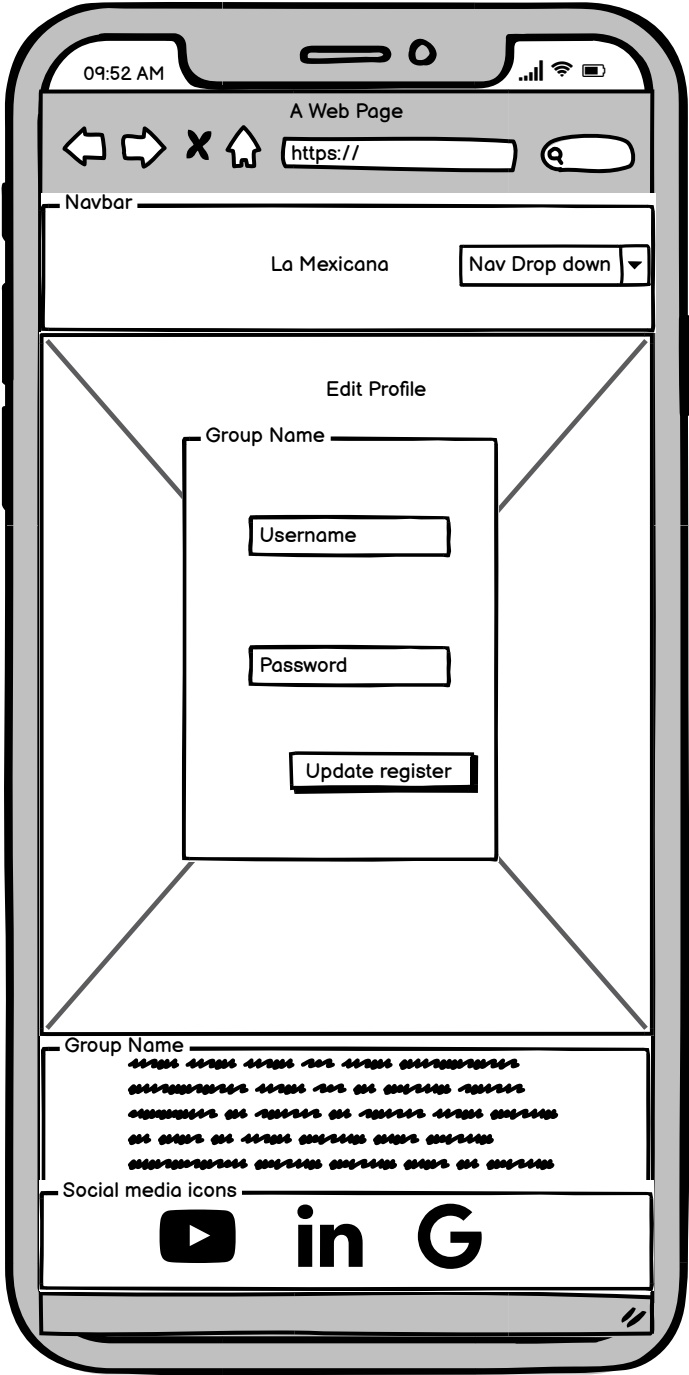 09:52 AM
A Web Page
https://
Navbar
La Mexicana
Nav Drop down
Edit Profile
Group Name
Username
Password
Update register
Group Name
Social media icons
in
G